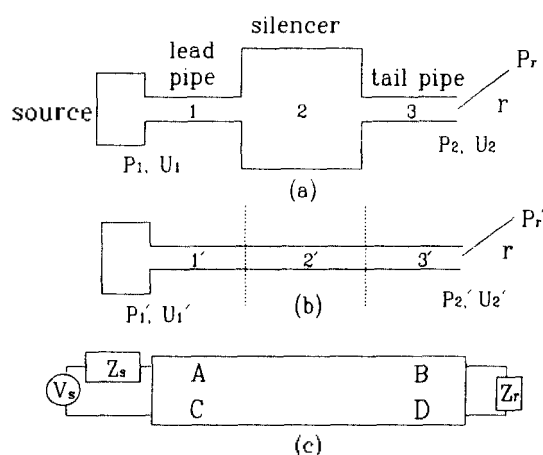 silencer
lead pipe
tail pipe
source
1
2
3
Pr
r
P1, U1
P2, U2
(a)
1′
2′
3′
Pr′
r
P1′, U1′
P2′, U2′
(b)
Zs
Vs
A
B
C
D
Zr
(c)